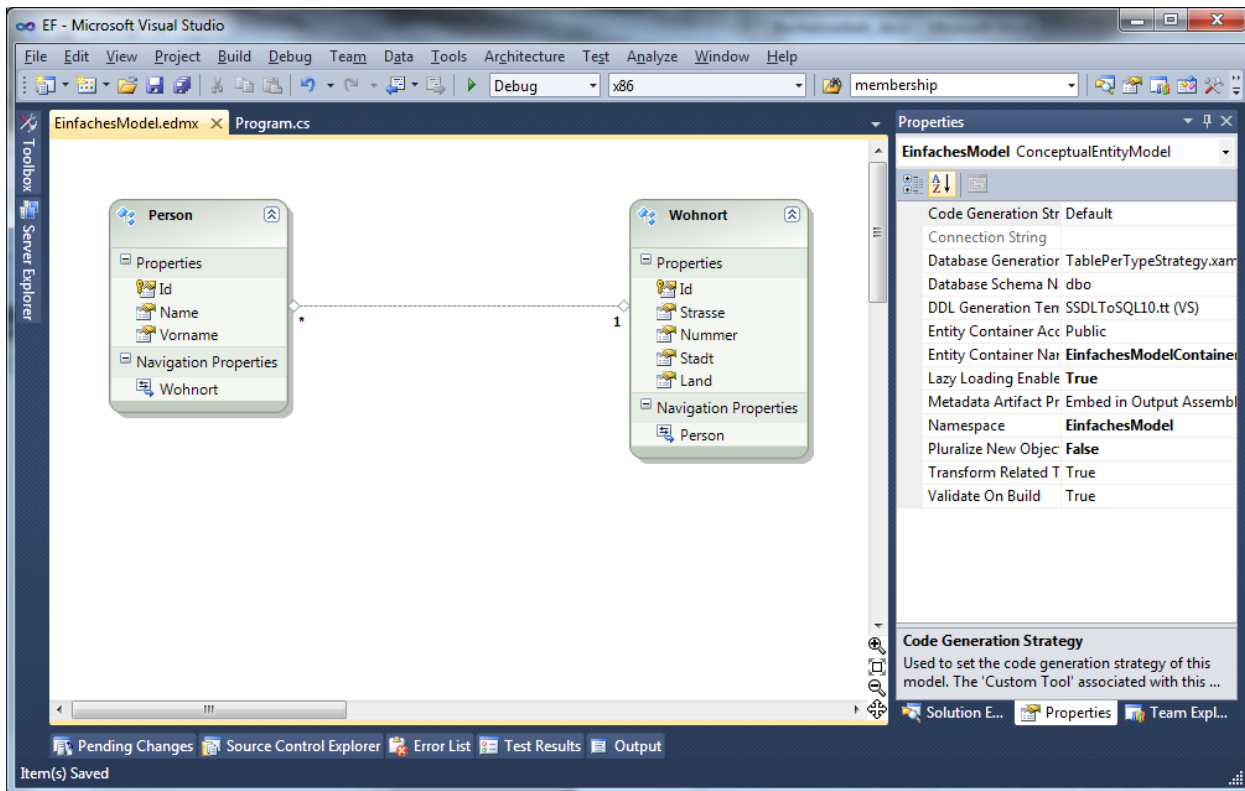 EF - Microsoft Visual Studio
File Edit View Project Build Debug Team Data Tools Architecture Test Analyze Window Help
Debug x86 membership
Toolbox
Server Explorer
EinfachesModel.edmx Program.cs
Person
Properties
Id
Name
Vorname
Navigation Properties
Wohnort
*
1
Wohnort
Properties
Id
Strasse
Nummer
Stadt
Land
Navigation Properties
Person
Properties
EinfachesModel ConceptualEntityModel
Code Generation Str Default
Connection String
Database Generation TablePerTypeStrategy.xam
Database Schema N dbo
DDL Generation Tem SSDLToSQL10.tt (VS)
Entity Container Acc Public
Entity Container Nar EinfachesModelContainer
Lazy Loading Enable True
Metadata Artifact Pr Embed in Output Assembl
Namespace EinfachesModel
Pluralize New Objec False
Transform Related T True
Validate On Build True
Code Generation Strategy
Used to set the code generation strategy of this
model. The 'Custom Tool' associated with this ...
Solution E... Properties Team Expl...
Pending Changes Source Control Explorer Error List Test Results Output
Item(s) Saved